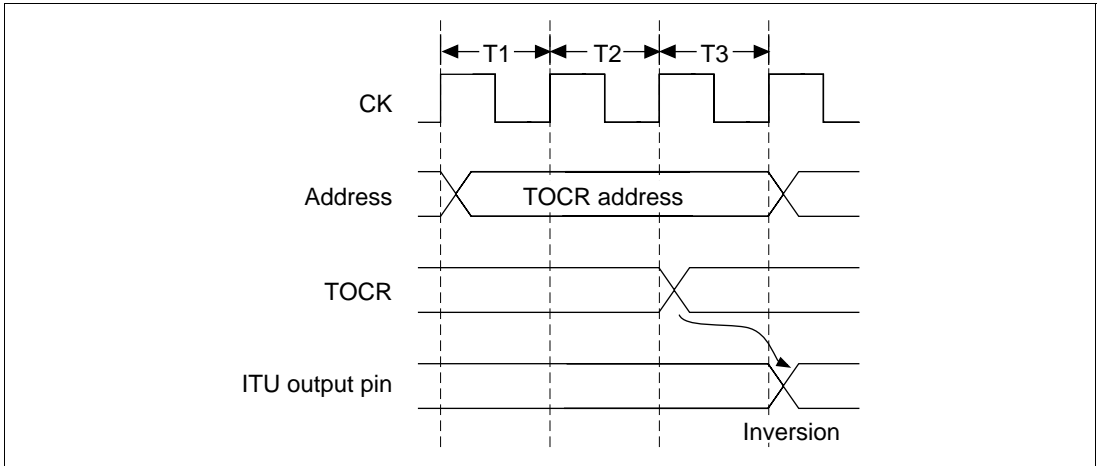 T1 T2 T3
CK
Address TOCR address
TOCR
ITU output pin
Inversion